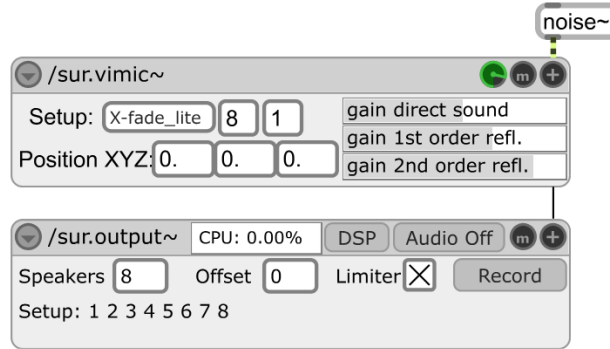 noise~
/sur.vimic~ m +
Setup: X-fade_lite 8 1
gain direct sound
gain 1st order refl.
Position XYZ: 0. 0. 0.
gain 2nd order refl.
/sur.output~ CPU: 0.00% DSP Audio Off m +
Speakers 8 Offset 0 Limiter Record
Setup: 1 2 3 4 5 6 7 8